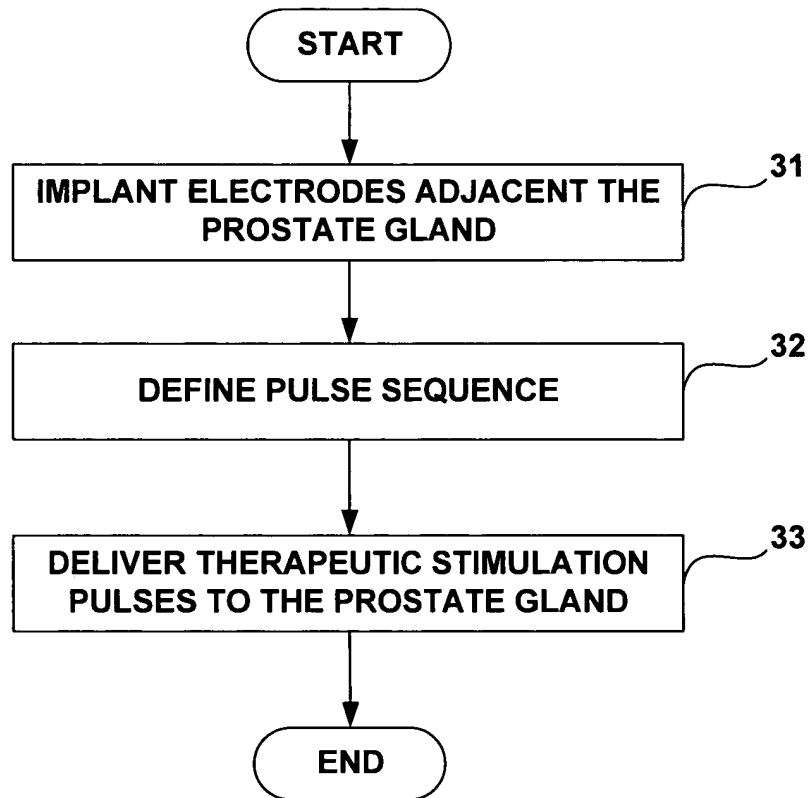 START
IMPLANT ELECTRODES ADJACENT THE
PROSTATE GLAND
31
DEFINE PULSE SEQUENCE
32
DELIVER THERAPEUTIC STIMULATION
PULSES TO THE PROSTATE GLAND
33
END